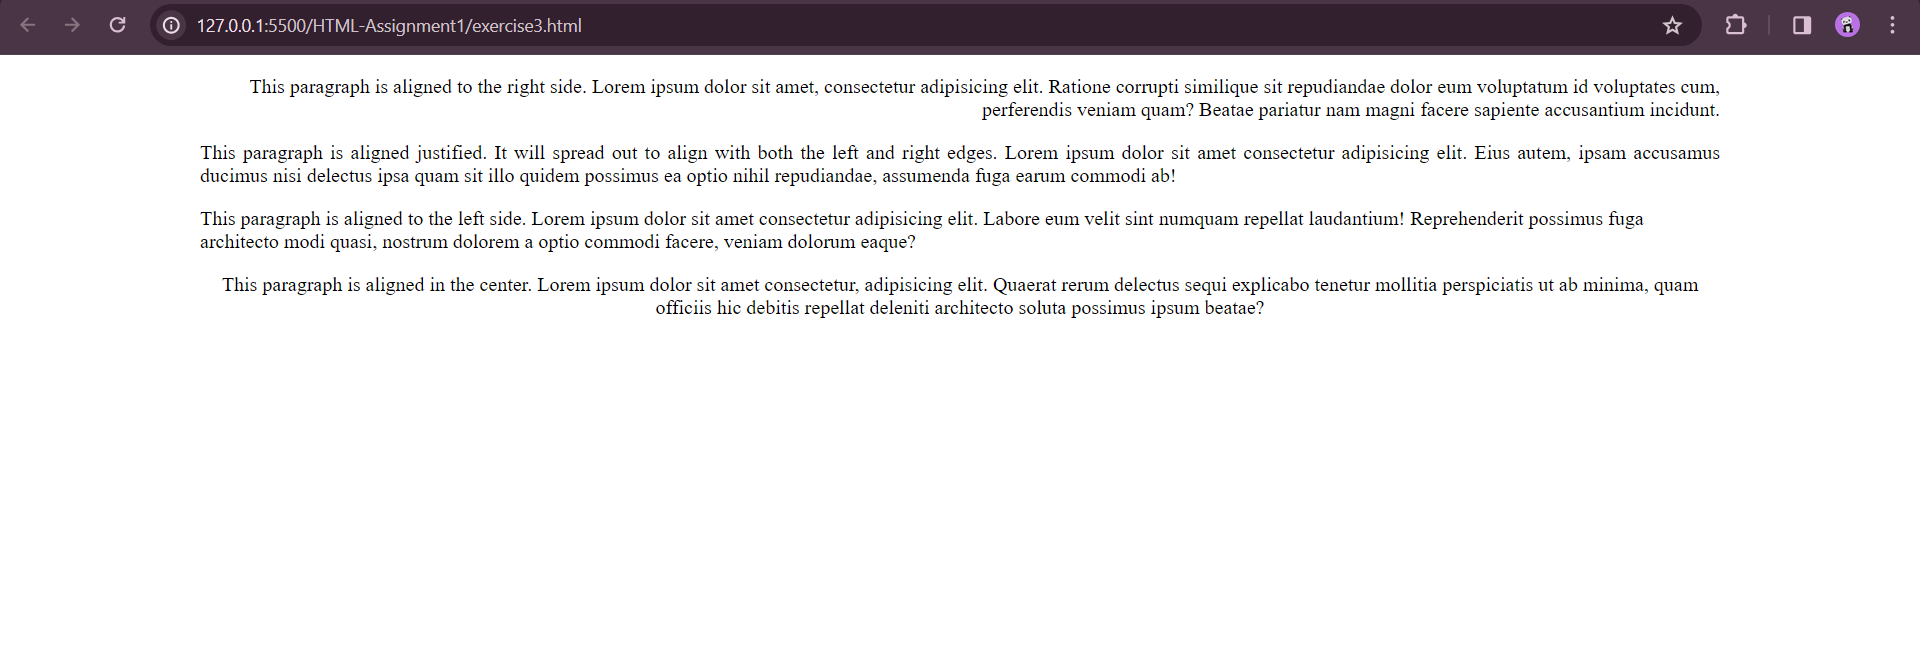 127.0.0.1:5500/HTML-Assignment1/exercise3.html
This paragraph is aligned to the right side. Lorem ipsum dolor sit amet, consectetur adipisicing elit. Ratione corrupti similique sit repudiandae dolor eum voluptatum id voluptates cum,
perferendis veniam quam? Beatae pariatur nam magni facere sapiente accusantium incidunt.
This paragraph is aligned justified. It will spread out to align with both the left and right edges. Lorem ipsum dolor sit amet consectetur adipisicing elit. Eius autem, ipsam accusamus
ducimus nisi delectus ipsa quam sit illo quidem possimus ea optio nihil repudiandae, assumenda fuga earum commodi ab!
This paragraph is aligned to the left side. Lorem ipsum dolor sit amet consectetur adipisicing elit. Labore eum velit sint numquam repellat laudantium! Reprehenderit possimus fuga
architecto modi quasi, nostrum dolorem a optio commodi facere, veniam dolorum eaque?
This paragraph is aligned in the center. Lorem ipsum dolor sit amet consectetur, adipisicing elit. Quaerat rerum delectus sequi explicabo tenetur mollitia perspiciatis ut ab minima, quam
officiis hic debitis repellat deleniti architecto soluta possimus ipsum beatae?